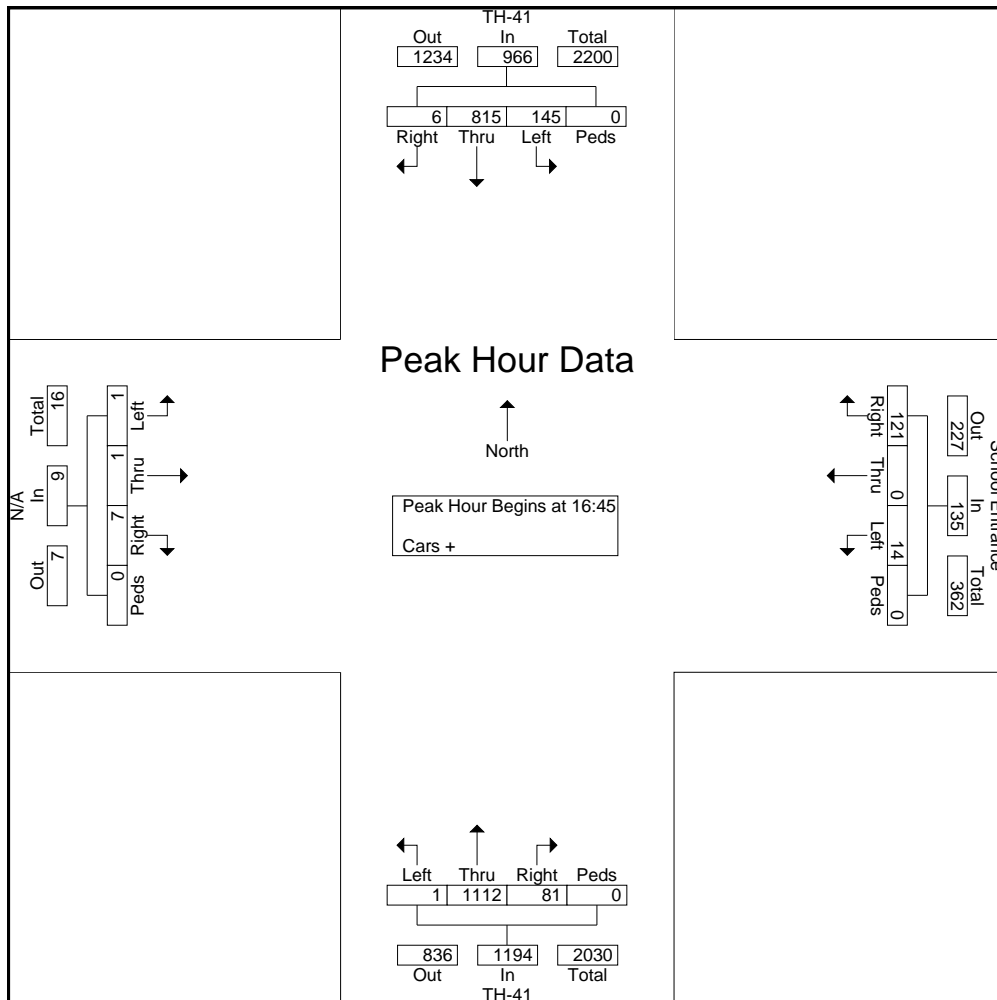 TH-41
Out In Total
1234 966 2200
6 815 145 0
Right Thru Left Peds
Peak Hour Data
North
Peak Hour Begins at 16:45
Cars +
N/A
Total In Out
16 9 7
1 1 7 0
Left Thru Right Peds
School Entrance
Out In Total
227 135 362
121 0 14 0
Right Thru Left Peds
Left Thru Right Peds
1 1112 81 0
836 1194 2030
Out In Total
TH-41